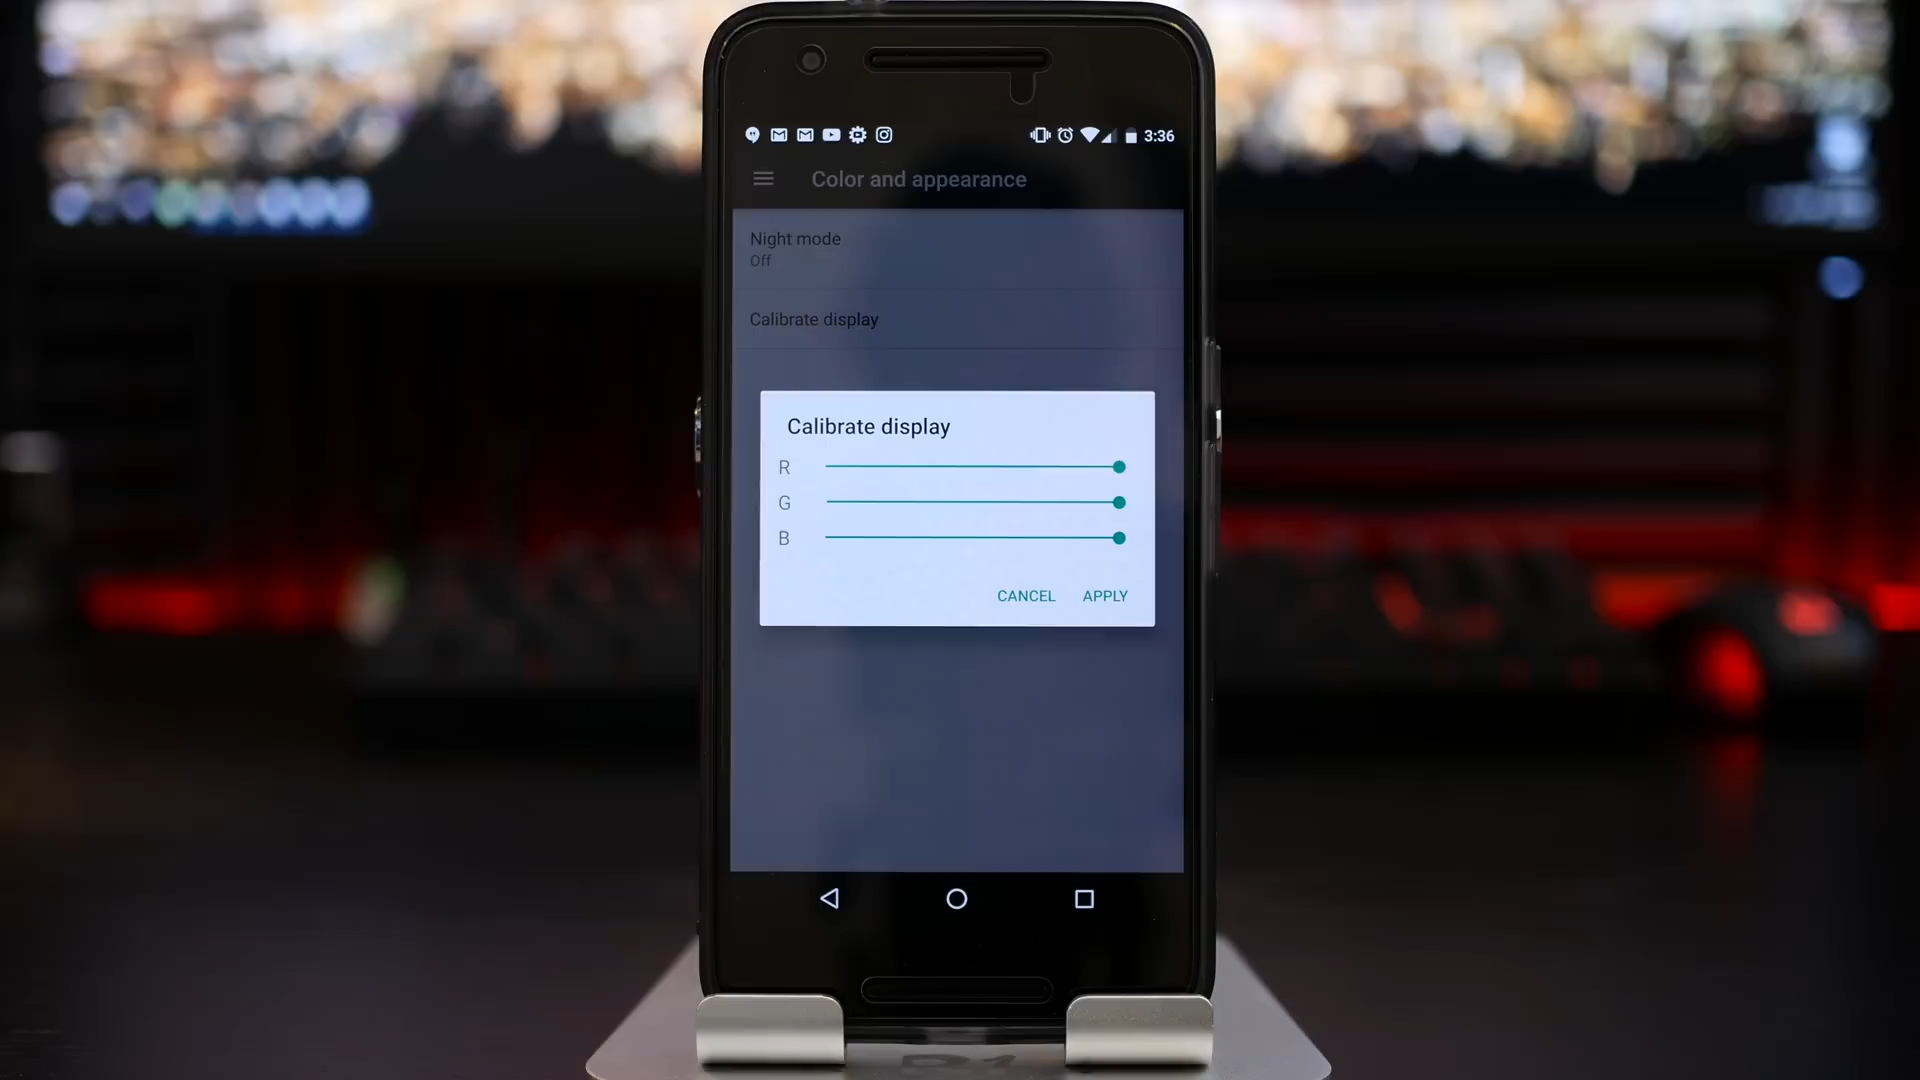 3:36
Color and appearance
Night mode
Off
Calibrate display
Calibrate display
R
G
B
CANCEL APPLY